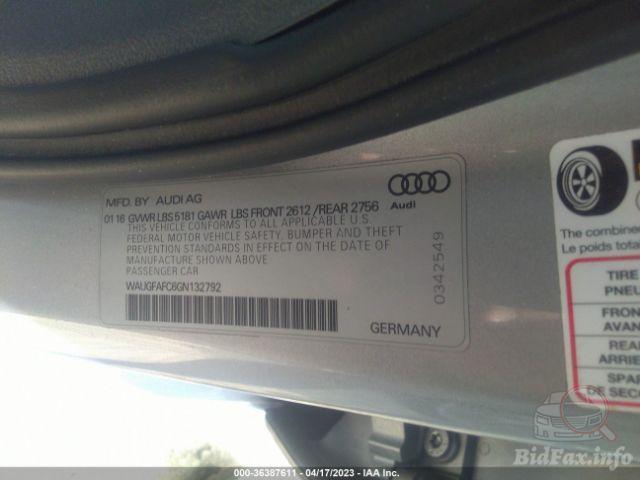 MFD. BY AUDI AG
01 16 GVWR LBS 5181 GAWR LBS FRONT 2612 /REAR 2756
THIS VEHICLE CONFORMS TO ALL APPLICABLE U.S.
FEDERAL MOTOR VEHICLE SAFETY, BUMPER AND THEFT
PREVENTION STANDARDS IN EFFECT ON THE DATE OF
MANUFACTURE SHOWN ABOVE
PASSENGER CAR
WAUGFAFC6GN132792
GERMANY
Audi
0342549
The combined
Le poids total
TIRE
PNEU
FRON
AVAN
REA
ARRIE
SPAR
DE SECO
000-36387611 - 04/17/2023 - IAA Inc.
BidFax.info